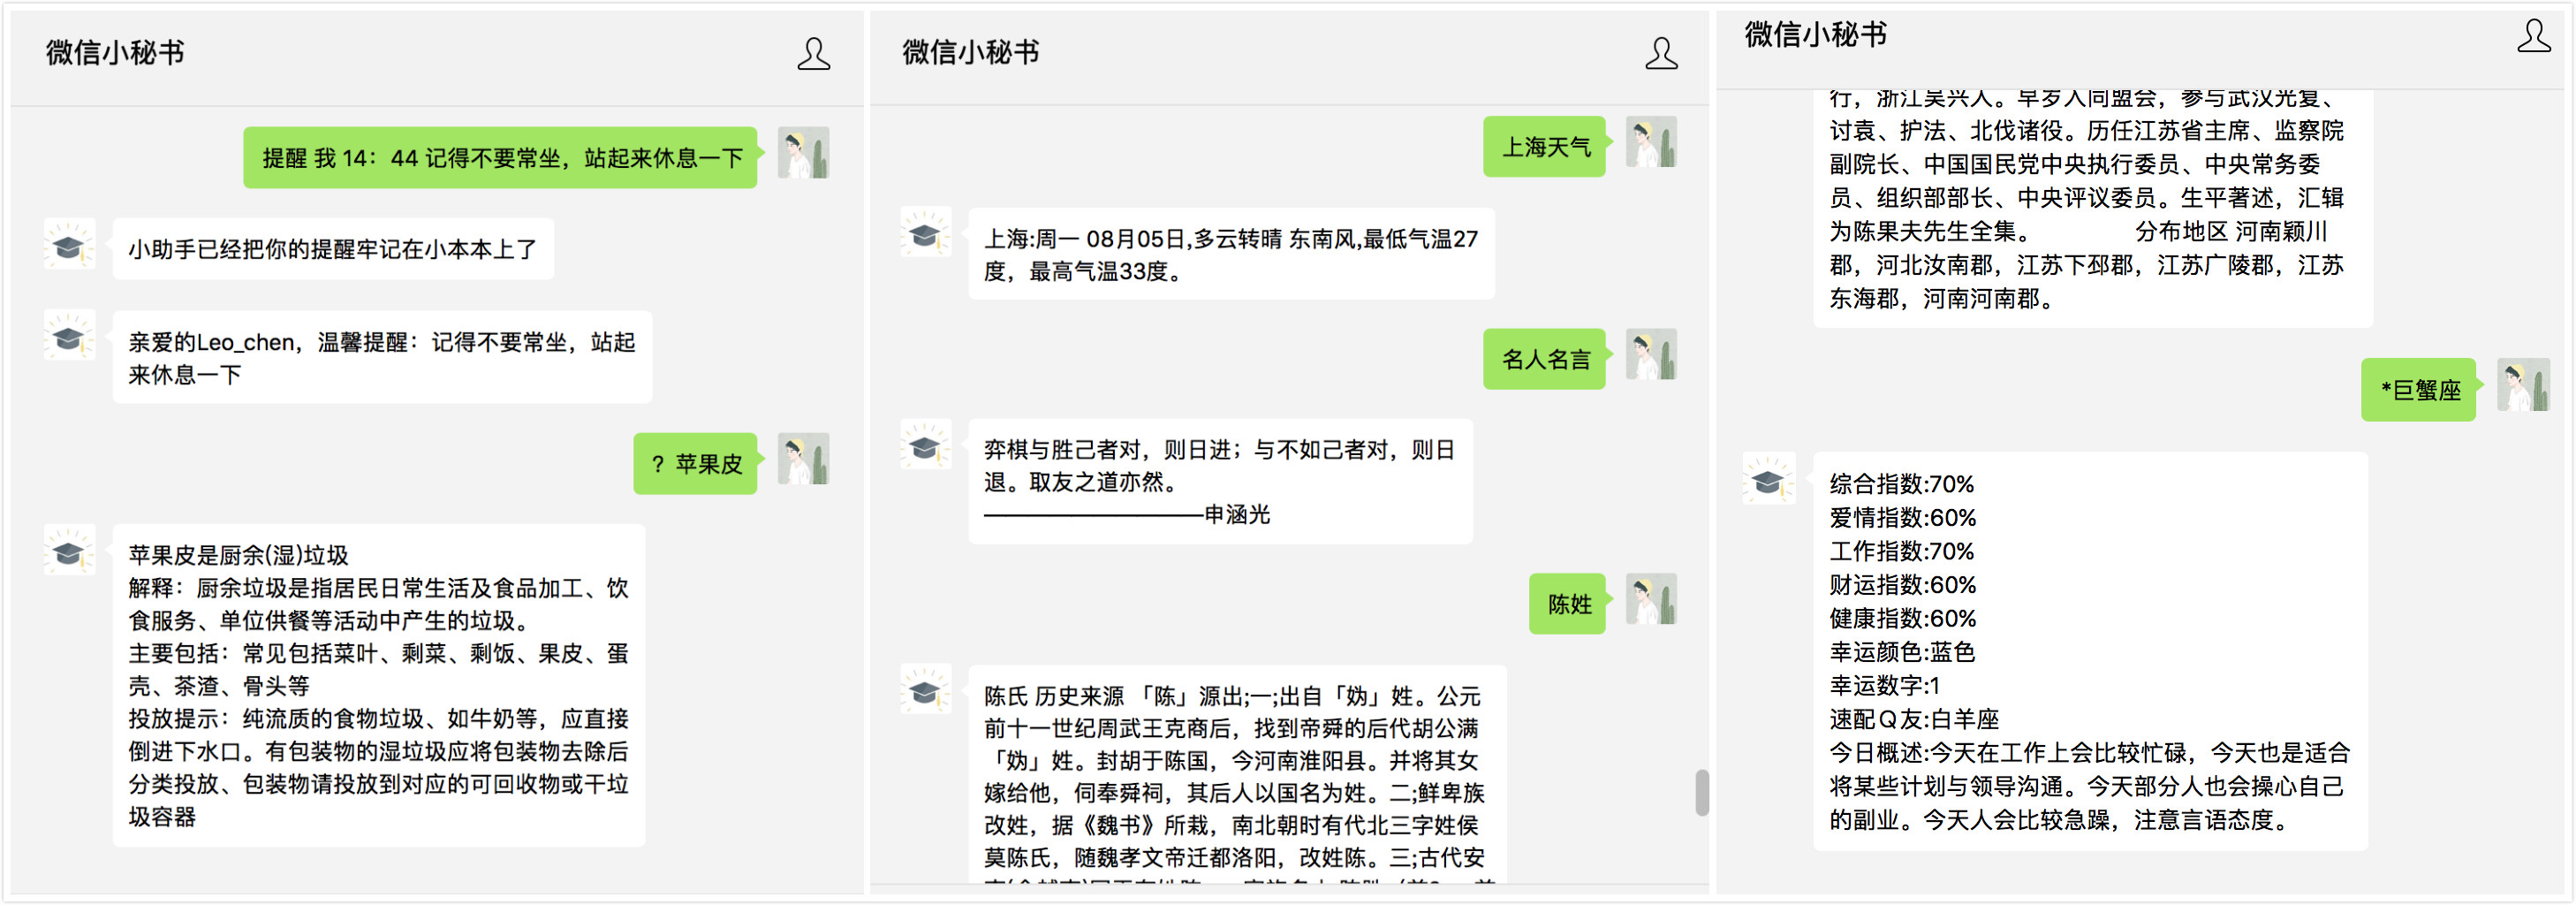 微信小秘书
提醒 我 14：44 记得不要常坐，站起来休息一下
小助手已经把你的提醒牢记在小本本上了
亲爱的Leo_chen，温馨提醒：记得不要常坐，站起
来休息一下
？苹果皮
苹果皮是厨余(湿)垃圾
解释：厨余垃圾是指居民日常生活及食品加工、饮
食服务、单位供餐等活动中产生的垃圾。
主要包括：常见包括菜叶、剩菜、剩饭、果皮、蛋
壳、茶渣、骨头等
投放提示：纯流质的食物垃圾、如牛奶等，应直接
倒进下水口。有包装物的湿垃圾应将包装物去除后
分类投放、包装物请投放到对应的可回收物或干垃
圾容器
微信小秘书
上海天气
上海:周一 08月05日,多云转晴 东南风,最低气温27
度，最高气温33度。
名人名言
弈棋与胜己者对，则日进；与不如己者对，则日
退。取友之道亦然。
——————————申涵光
陈姓
陈氏 历史来源 「陈」源出;一;出自「妫」姓。公元
前十一世纪周武王克商后，找到帝舜的后代胡公满
「妫」姓。封胡于陈国，今河南淮阳县。并将其女
嫁给他，伺奉舜祠，其后人以国名为姓。二;鲜卑族
改姓，据《魏书》所栽，南北朝时有代北三字姓侯
莫陈氏，随魏孝文帝迁都洛阳，改姓陈。三;古代安
微信小秘书
行，浙江吴兴人。早岁入同盟会，参与武汉光复、
讨袁、护法、北伐诸役。历任江苏省主席、监察院
副院长、中国国民党中央执行委员、中央常务委
员、组织部部长、中央评议委员。生平著述，汇辑
为陈果夫先生全集。 分布地区 河南颖川
郡，河北汝南郡，江苏下邳郡，江苏广陵郡，江苏
东海郡，河南河南郡。
*巨蟹座
综合指数:70%
爱情指数:60%
工作指数:70%
财运指数:60%
健康指数:60%
幸运颜色:蓝色
幸运数字:1
速配Ｑ友:白羊座
今日概述:今天在工作上会比较忙碌，今天也是适合
将某些计划与领导沟通。今天部分人也会操心自己
的副业。今天人会比较急躁，注意言语态度。